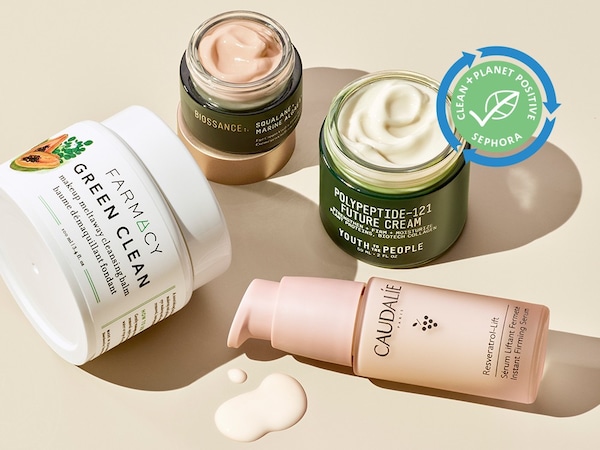 FARMACY
GREEN CLEAN
makeup meltaway cleansing balm
baume démaquillant fondant
BIOSSANCE
SQUALANE +
MARINE ALGAE
POLYPEPTIDE-121
FUTURE CREAM
YOUTH TO THE PEOPLE
CLEAN + PLANET POSITIVE
SEPHORA
CAUDALÍE
PARIS
Resveratrol-Lift
Sérum Liftant Fermeté
Instant Firming Serum